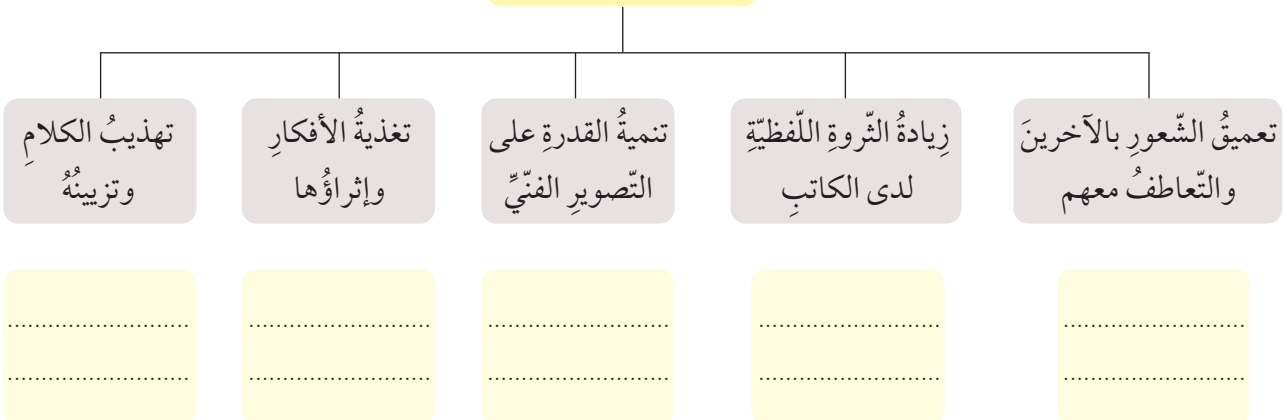 تعميقُ الشّعورِ بالآخرينَ
والتّعاطفُ معهم
زِيادةُ الثّروةِ اللّفظيّةِ
لدى الكاتبِ
تنميةُ القدرةِ على
التّصويرِ الفنّيِّ
تغذيةُ الأفكارِ
وإثراؤُها
تهذيبُ الكلامِ
وتزيينُهُ
...........................
...........................
...........................
...........................
...........................
...........................
...........................
...........................
...........................
...........................